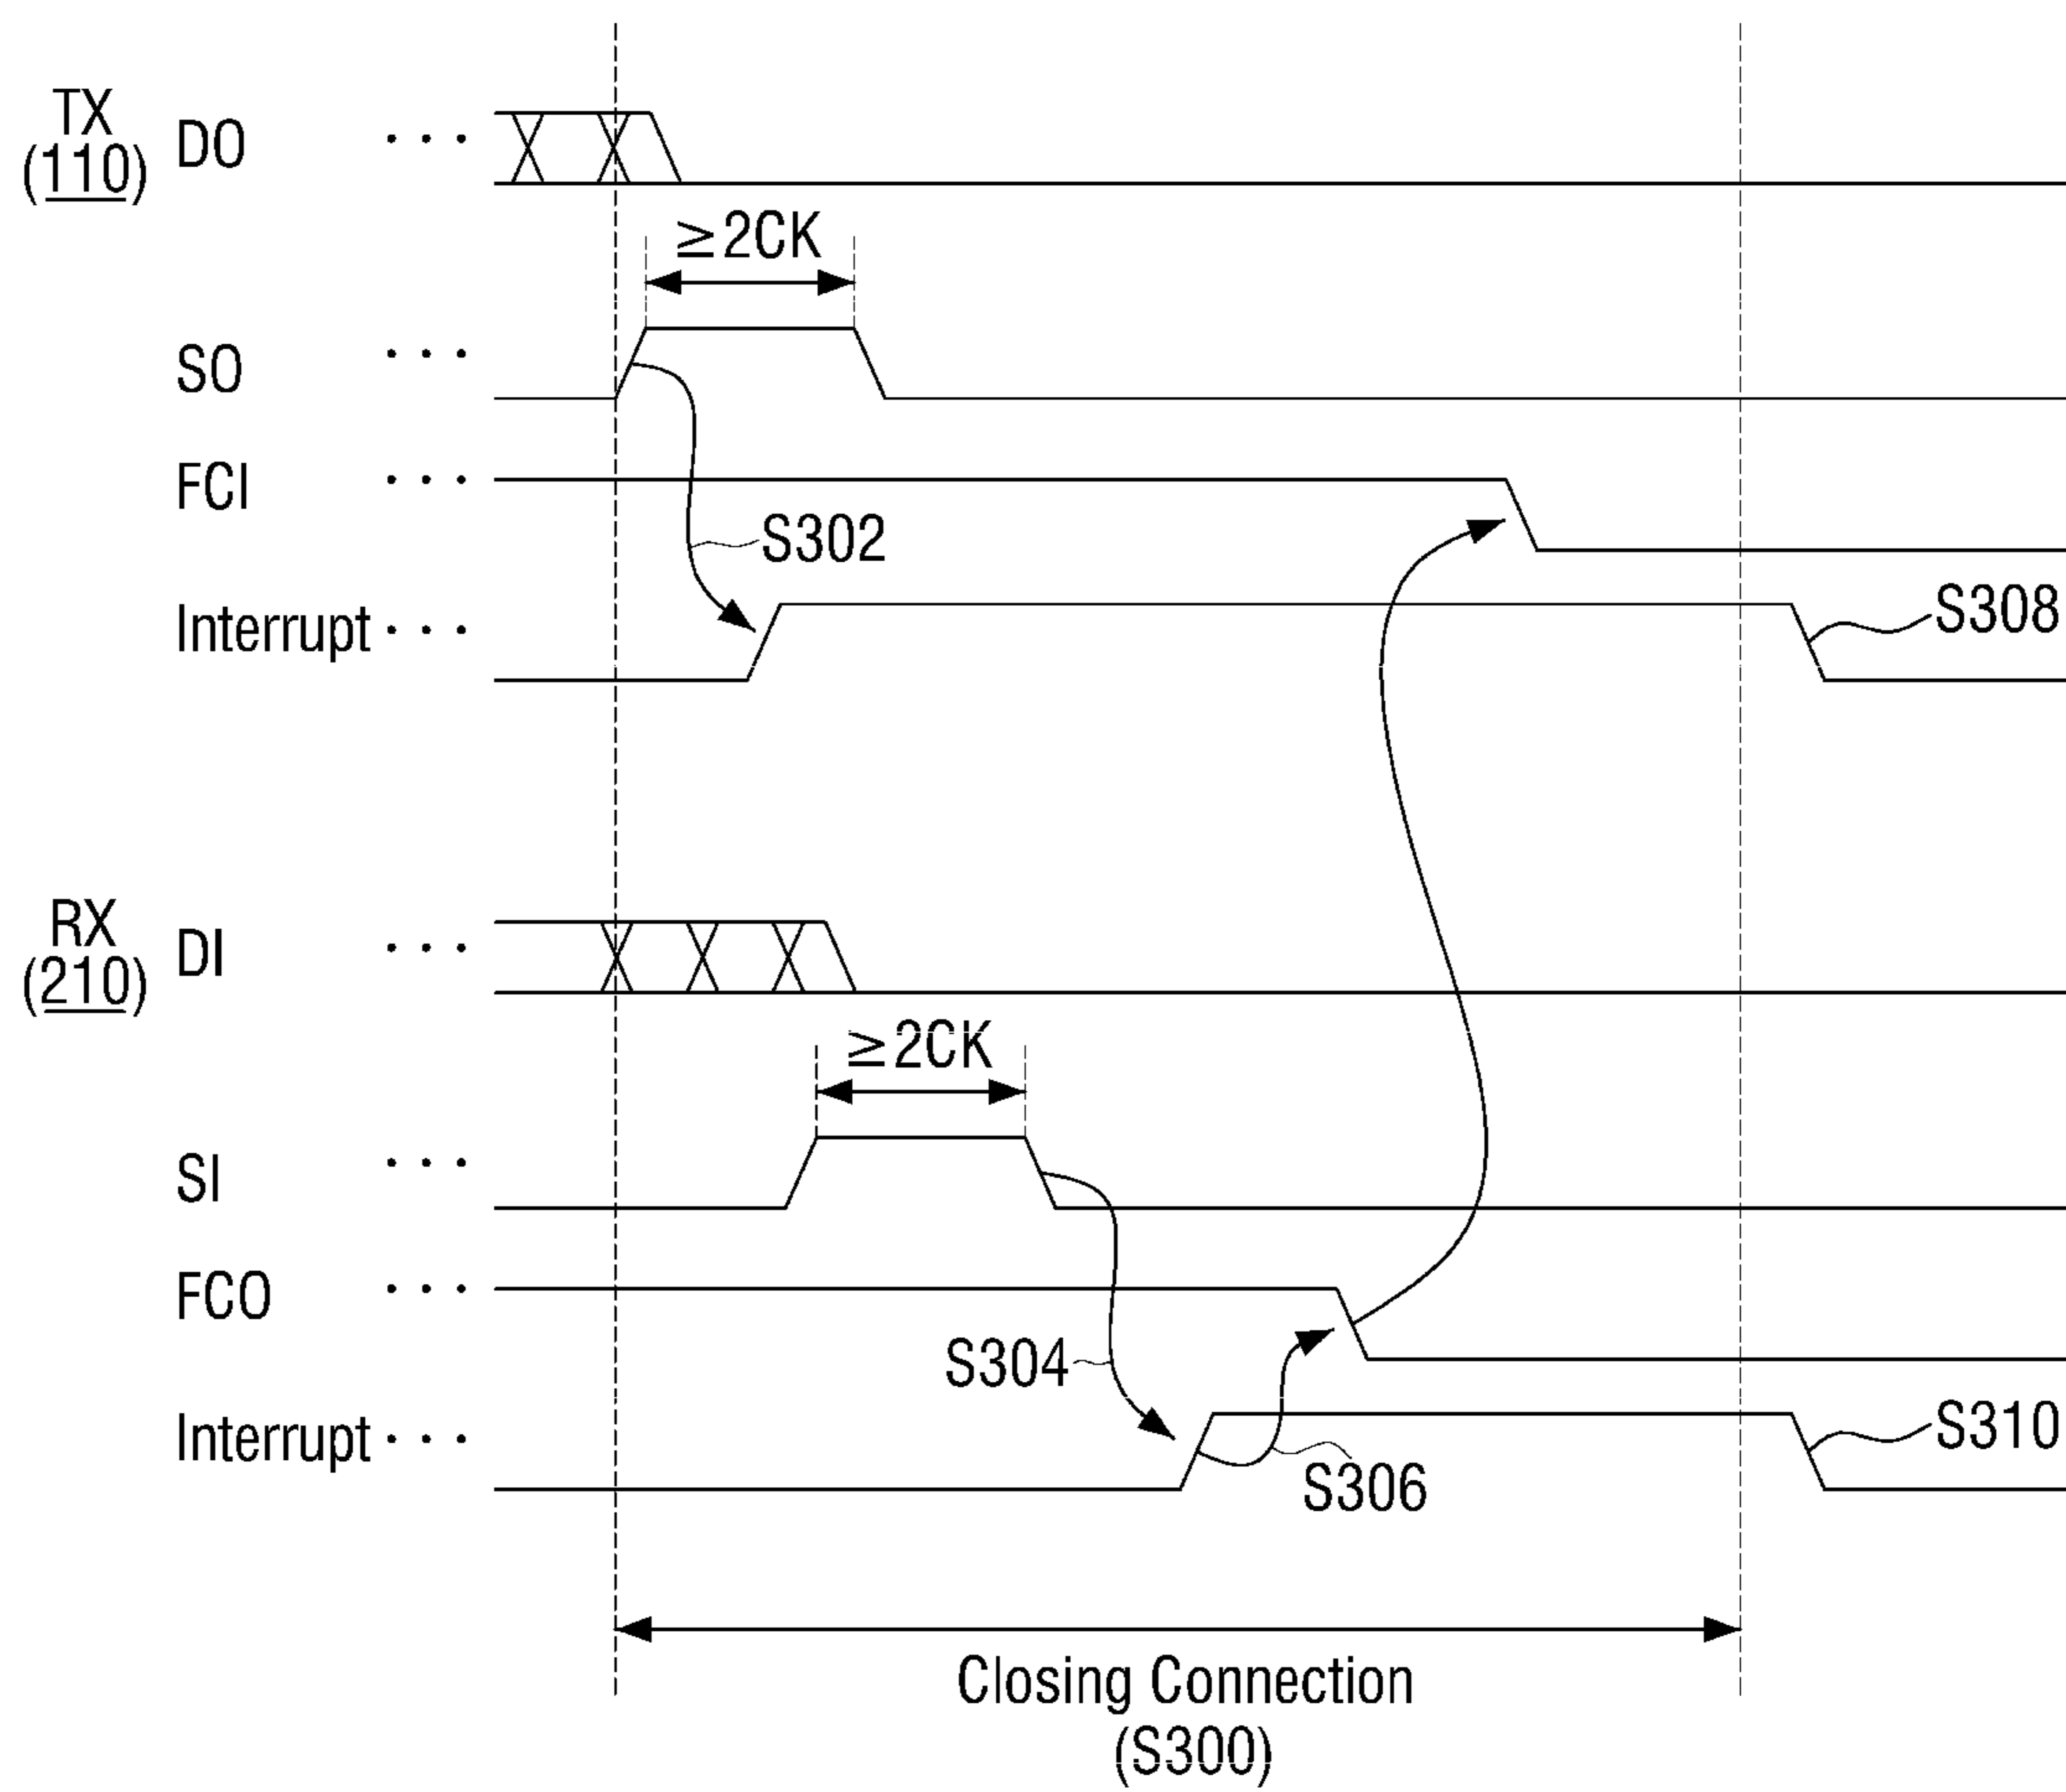 TX
(110)
DO
≥2CK
SO
FCI
S302
Interrupt
S308
RX
(210)
DI
≥2CK
SI
FCO
S304
Interrupt
S310
S306
Closing Connection
(S300)